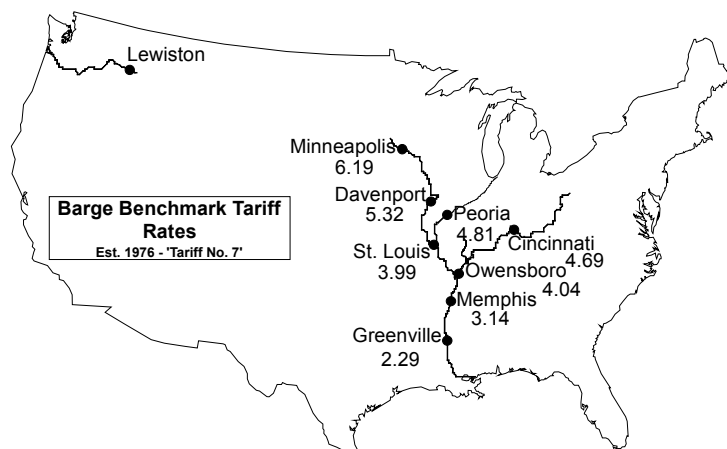 Lewiston
Minneapolis
6.19
Davenport
5.32
Barge Benchmark Tariff
Rates
Est. 1976 - 'Tariff No. 7'
Peoria
4.81
St. Louis
3.99
Cincinnati
4.69
Owensboro
4.04
Memphis
3.14
Greenville
2.29